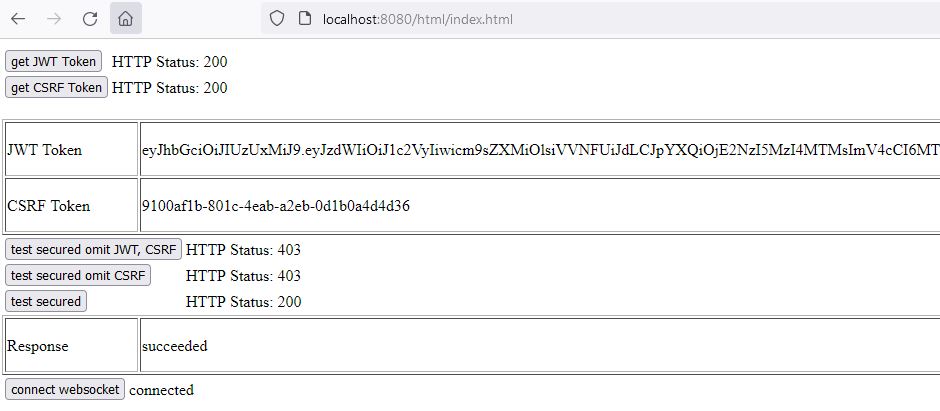 localhost:8080/html/index.html
get JWT Token HTTP Status: 200
get CSRF Token HTTP Status: 200
JWT Token eyJhbGciOiJIUzUxMiJ9.eyJzdWIiOiJ1c2VyIiwicm9sZXMiOlsiVVNFUiJdLCJpYXQiOjE2NzI5MzI4MTMsImV4cCI6MT
CSRF Token 9100af1b-801c-4eab-a2eb-0d1b0a4d4d36
test secured omit JWT, CSRF HTTP Status: 403
test secured omit CSRF HTTP Status: 403
test secured HTTP Status: 200
Response succeeded
connect websocket connected